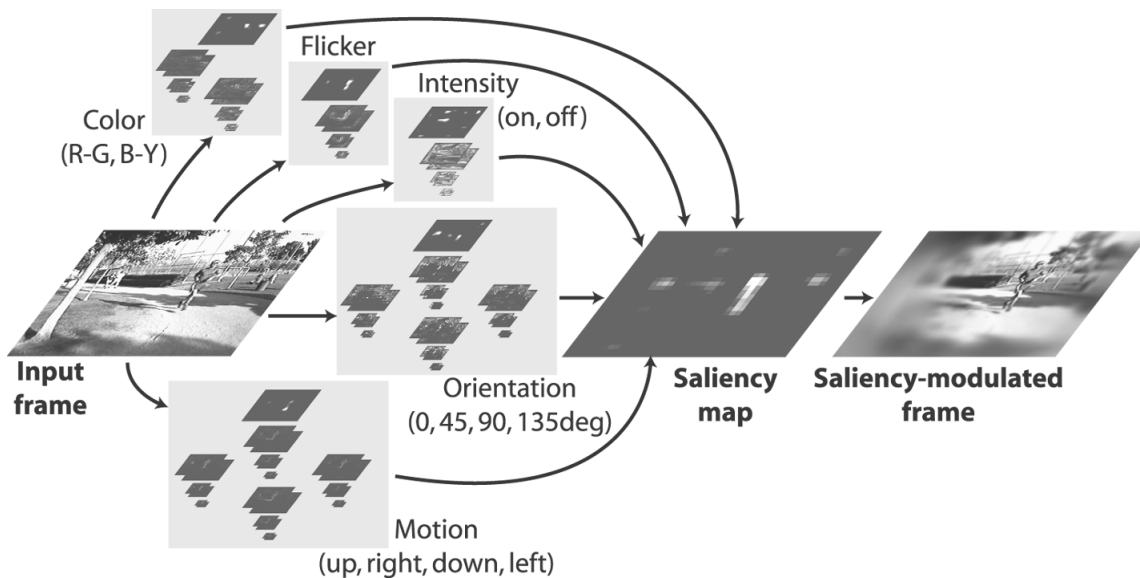 Flicker
Intensity
(on, off)
Color
(R-G, B-Y)
Input
frame
Orientation
(0, 45, 90, 135deg)
Saliency
map
Saliency-modulated
frame
Motion
(up, right, down, left)